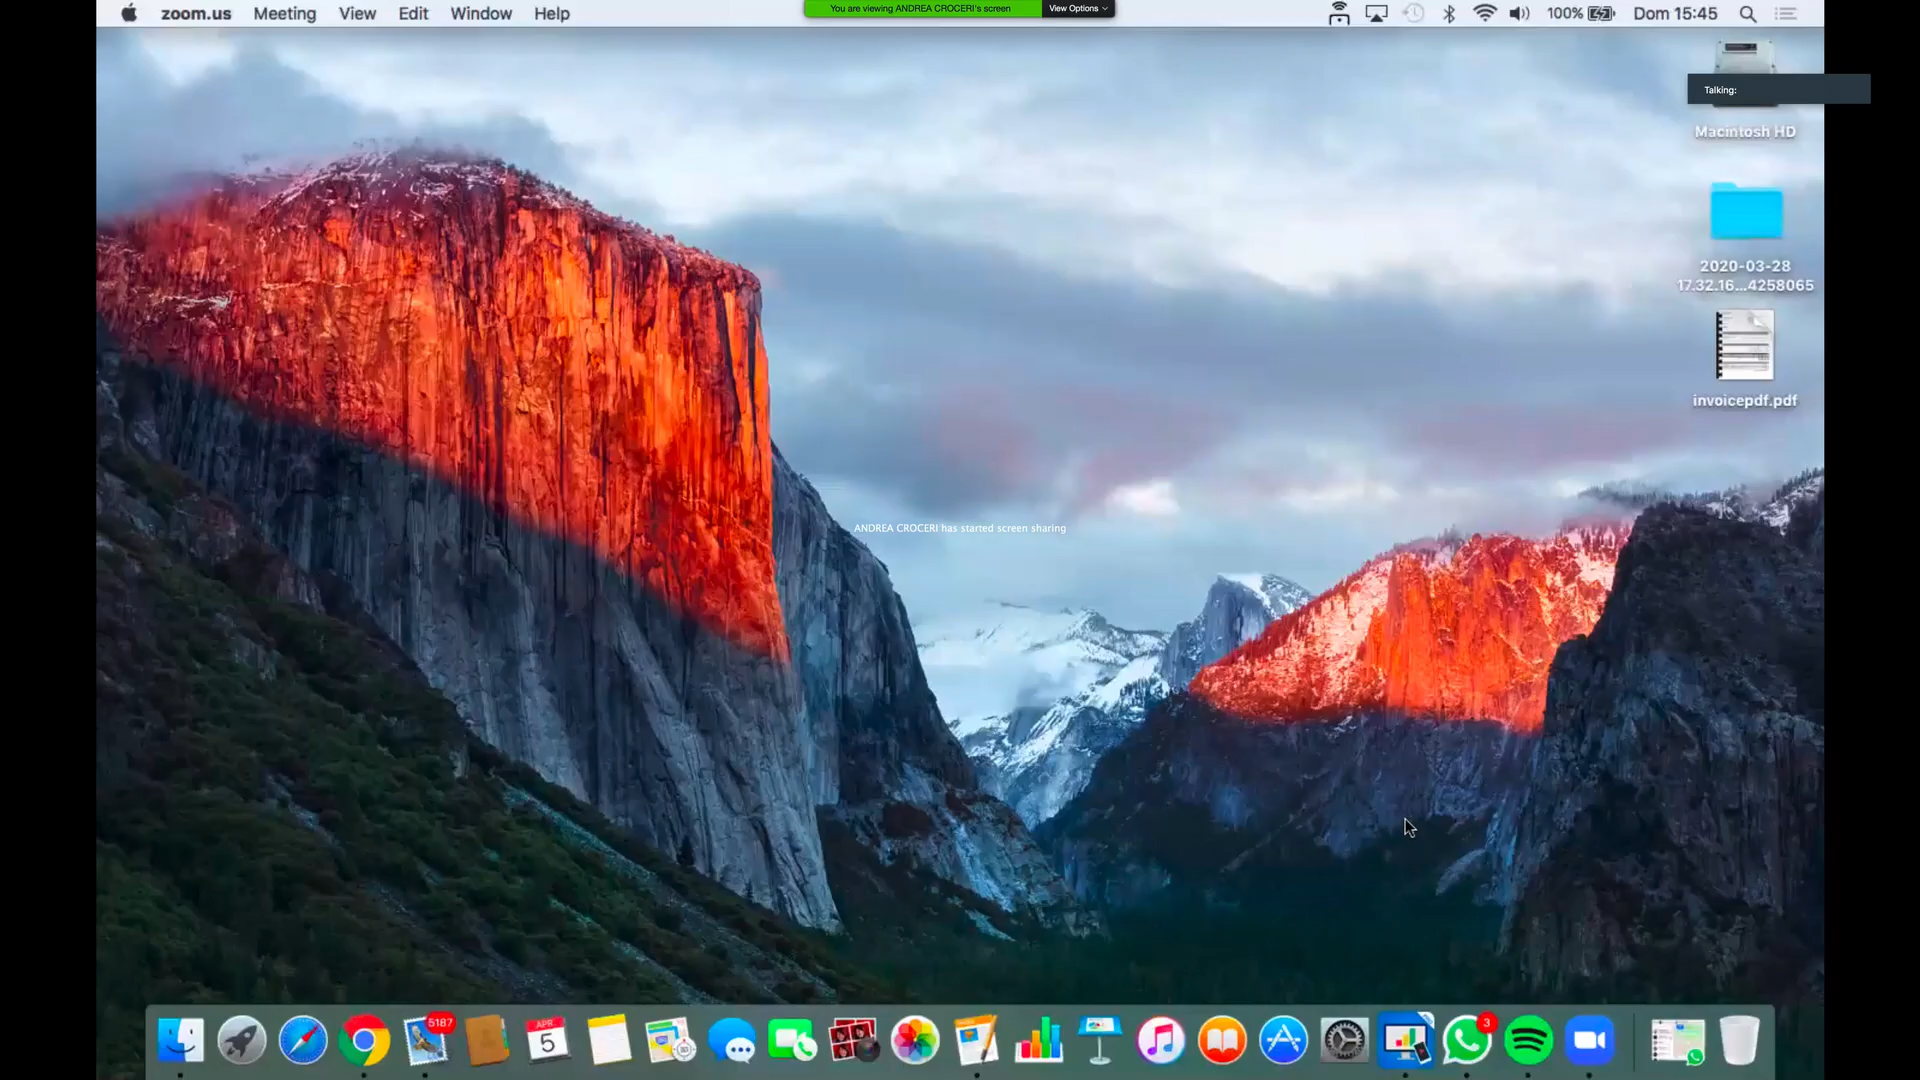 zoom.us Meeting View Edit Window Help
You are viewing ANDREA CROCERI's screen View Options
100% Dom 15:45
Talking:
Macintosh HD
2020-03-28
17.32.16...4258065
invoicepdf.pdf
ANDREA CROCERI has started screen sharing
5187
APR
5
3